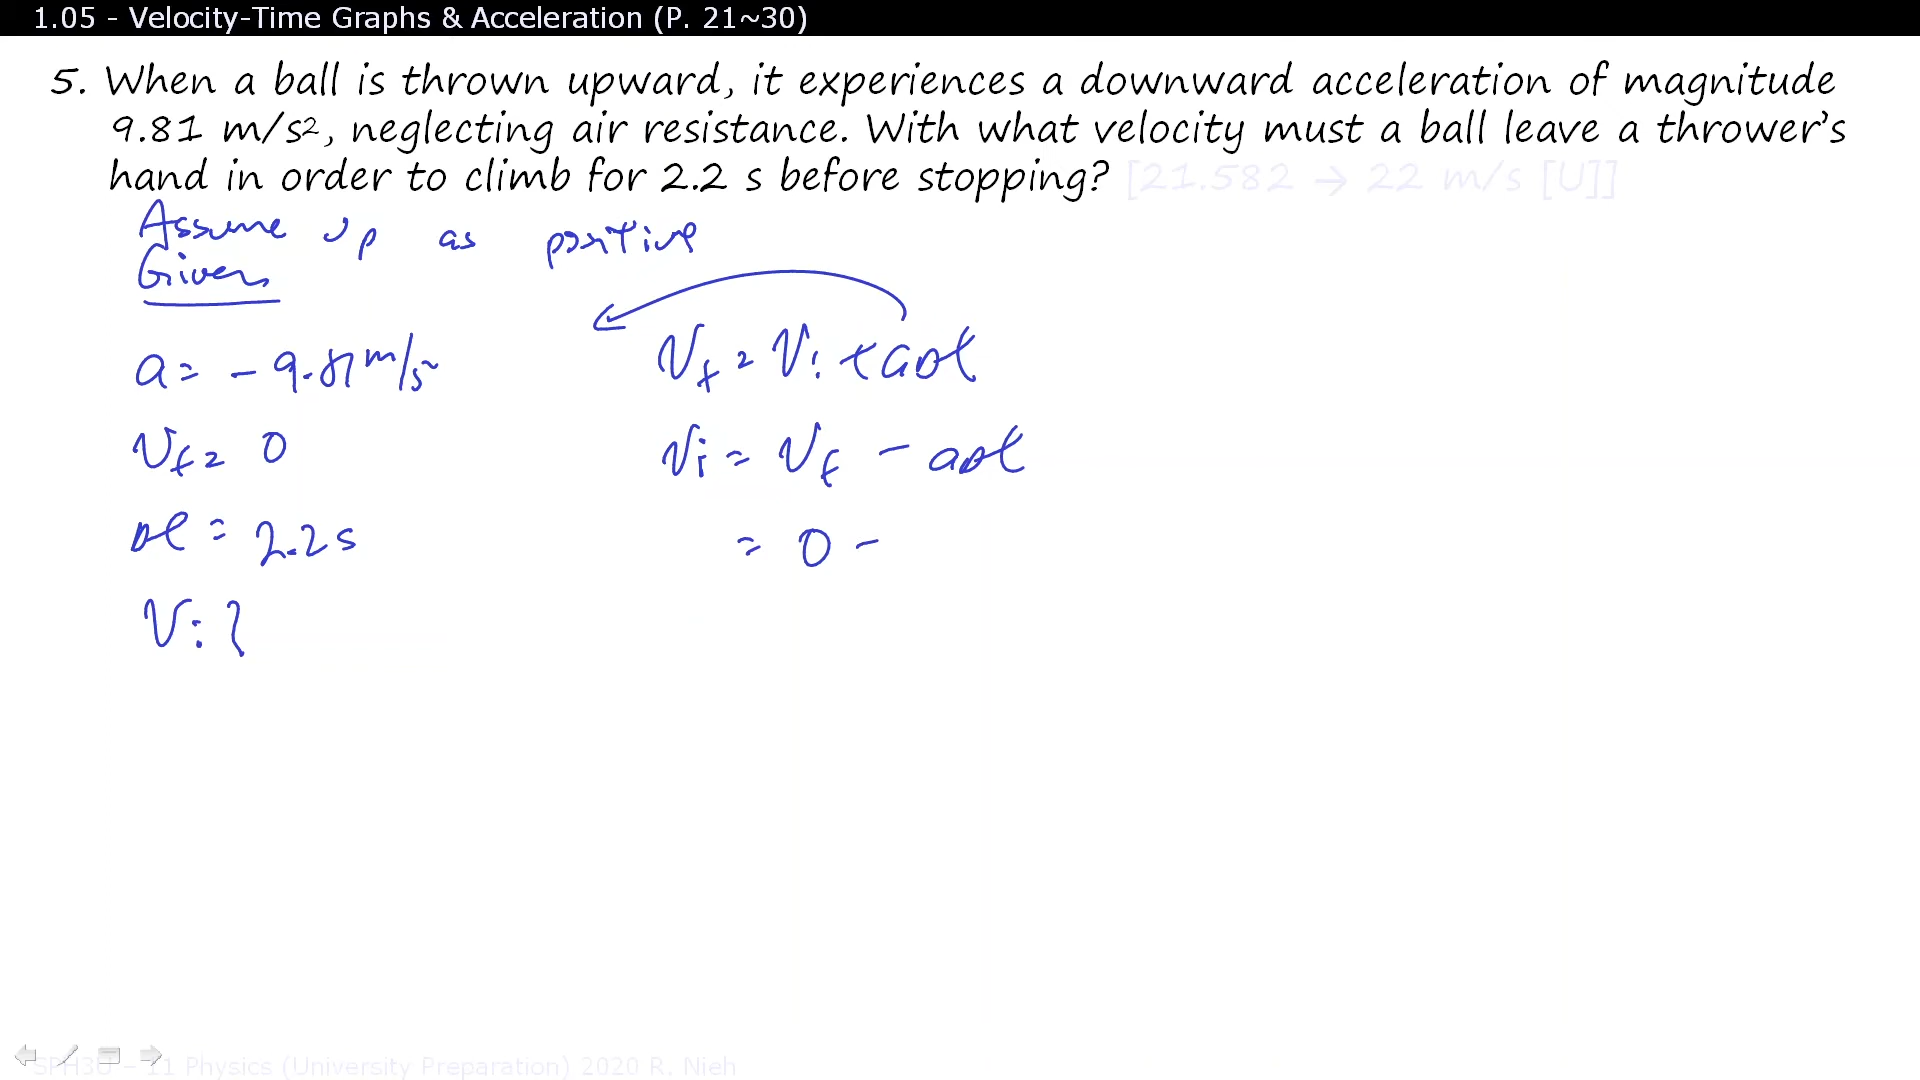 1.05 - Velocity-Time Graphs & Acceleration (P. 21~30)
5. When a ball is thrown upward, it experiences a downward acceleration of magnitude
9.81 m/s2, neglecting air resistance. With what velocity must a ball leave a thrower's
hand in order to climb for 2.2 s before stopping? [21.582 → 22 m/s [U]]
Assume up as positive
Given
a = - 9.81 m/s²
Vf = 0
Δt = 2.2 s
Vi ?
Vf = Vi + aΔt
Vi = Vf - aΔt
= 0 -
SPH3U – 11 Physics (University Preparation) 2020 R. Nieh